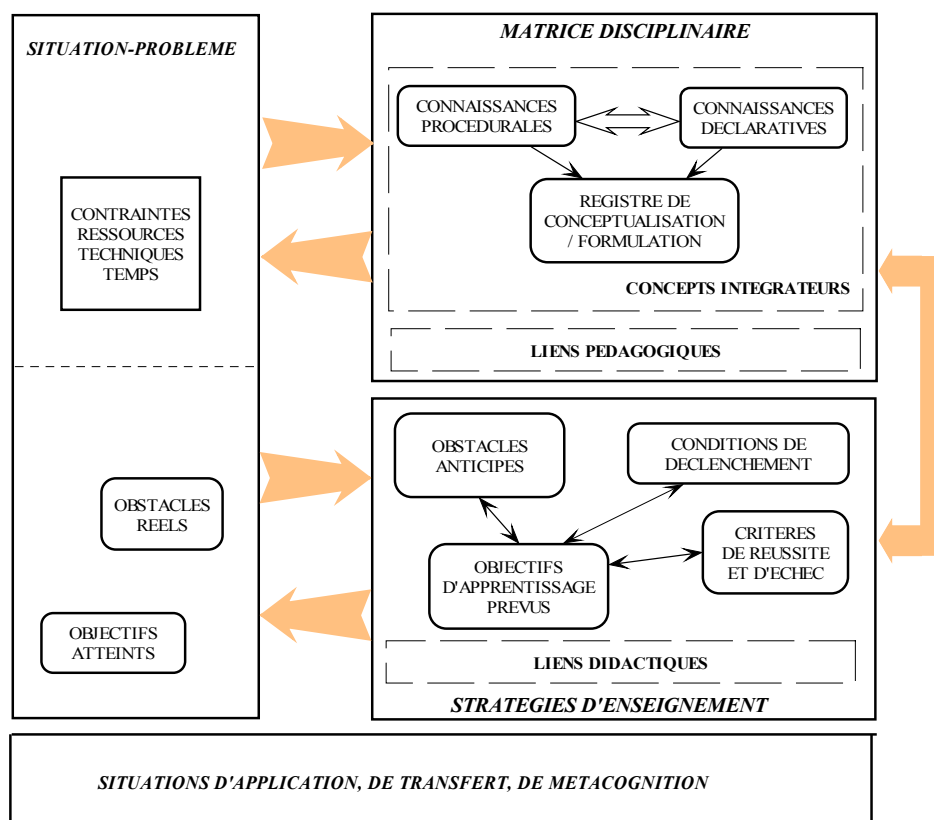 SITUATION-PROBLEME
CONTRAINTES
RESSOURCES
TECHNIQUES
TEMPS
OBSTACLES
REELS
OBJECTIFS
ATTEINTS
MATRICE DISCIPLINAIRE
CONNAISSANCES
PROCEDURALES
CONNAISSANCES
DECLARATIVES
REGISTRE DE
CONCEPTUALISATION
/ FORMULATION
CONCEPTS INTEGRATEURS
LIENS PEDAGOGIQUES
OBSTACLES
ANTICIPES
CONDITIONS DE
DECLENCHEMENT
OBJECTIFS
D'APPRENTISSAGE
PREVUS
CRITERES
DE REUSSITE
ET D'ECHEC
LIENS DIDACTIQUES
STRATEGIES D'ENSEIGNEMENT
SITUATIONS D'APPLICATION, DE TRANSFERT, DE METACOGNITION